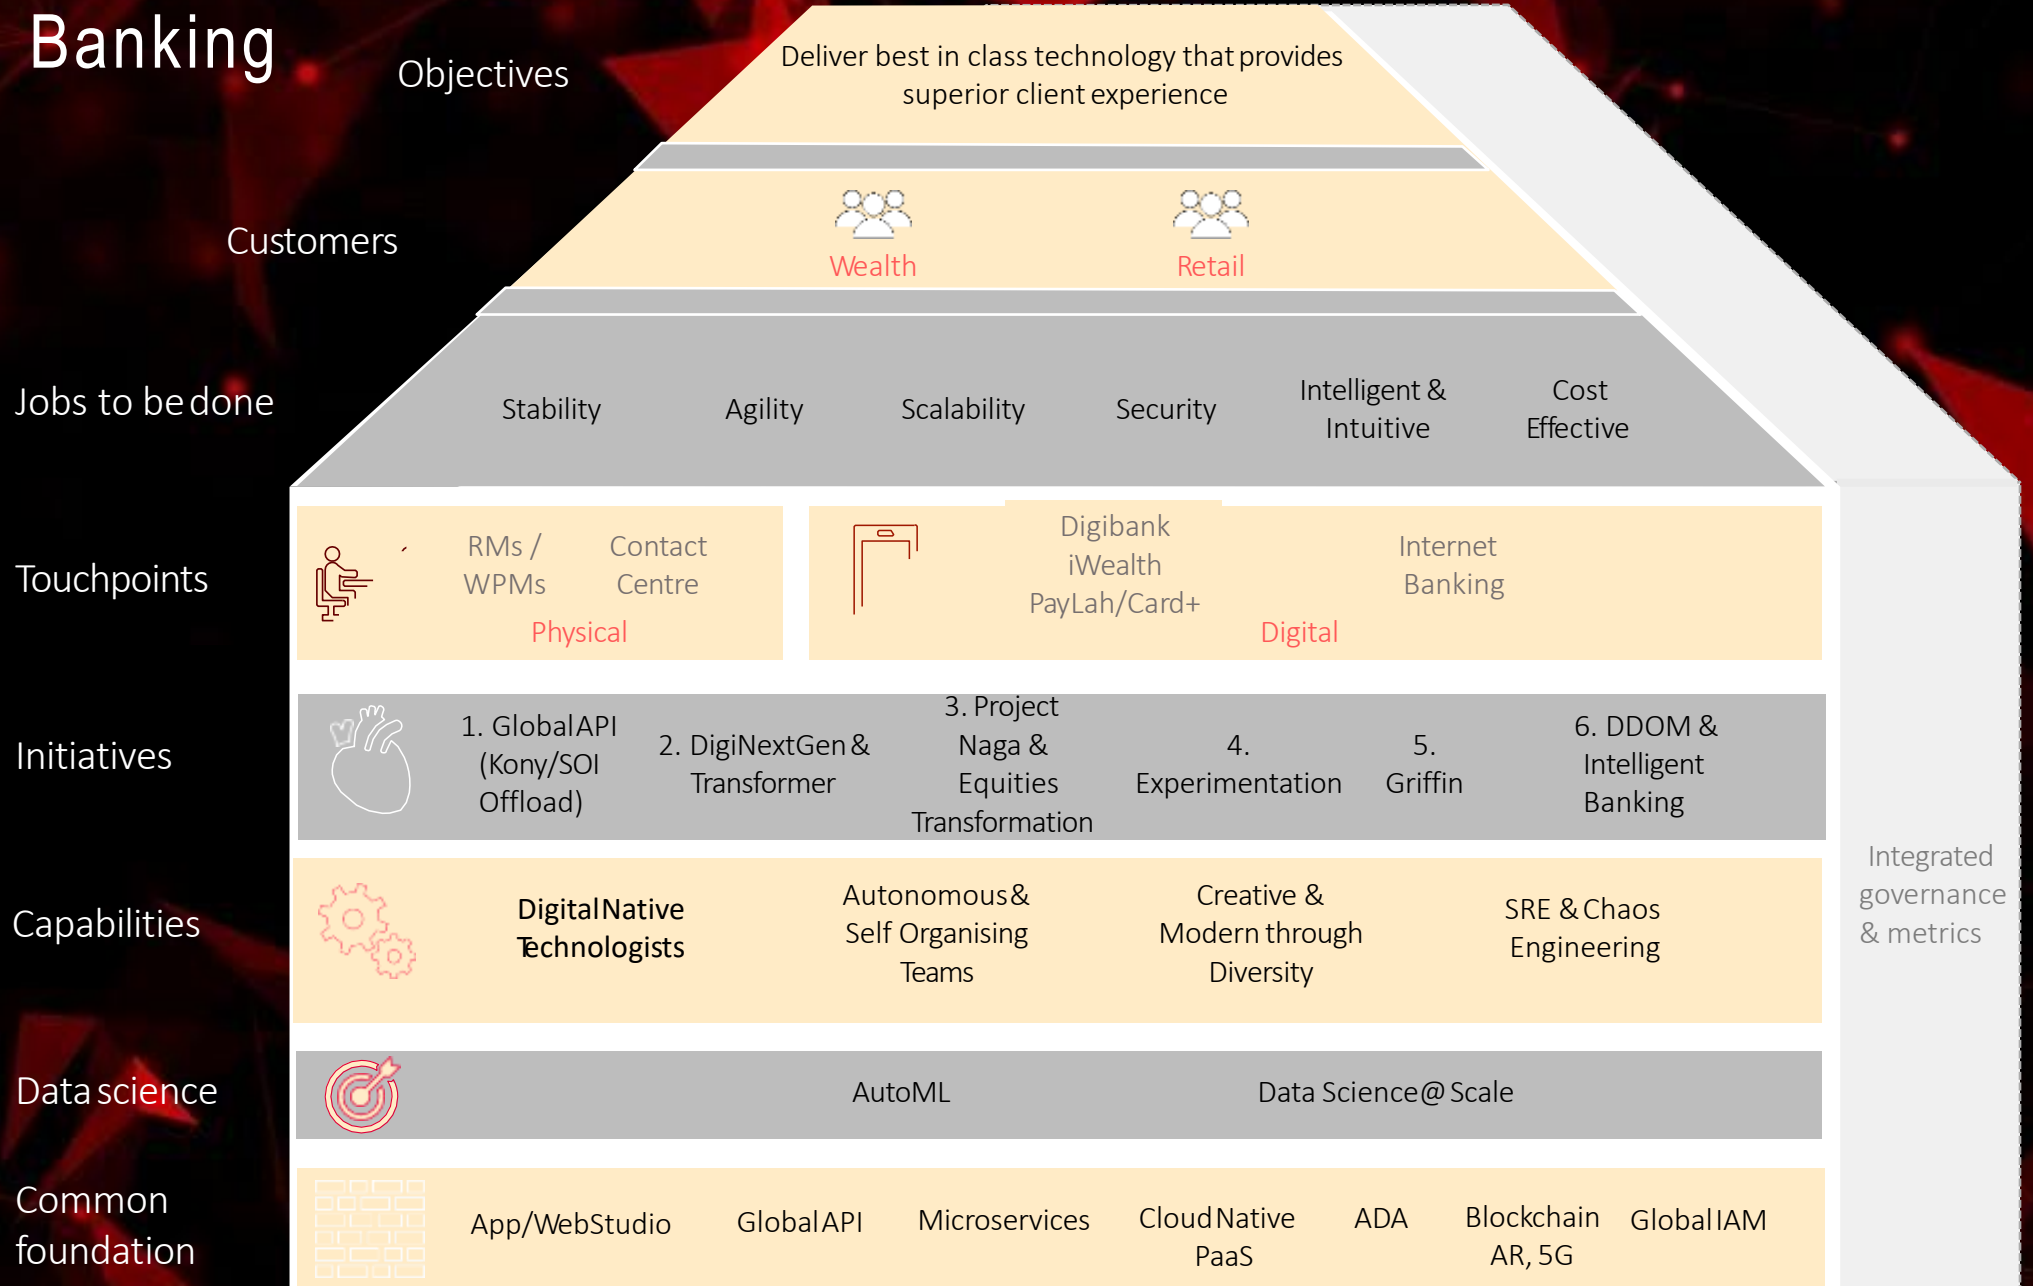 Banking
Objectives
Deliver best in class technology that provides
superior client experience
Customers
Wealth
Retail
Jobs to be done
Stability
Agility
Scalability
Security
Intelligent &
Intuitive
Cost
Effective
Touchpoints
RMs /
WPMs
Contact
Centre
Physical
Digibank
iWealth
PayLah/Card+
Internet
Banking
Digital
Initiatives
1. Global API
(Kony/SOI
Offload)
2. DigiNextGen &
Transformer
3. Project
Naga &
Equities
Transformation
4.
Experimentation
5.
Griffin
6. DDOM &
Intelligent
Banking
Capabilities
Digital Native
Technologists
Autonomous &
Self Organising
Teams
Creative &
Modern through
Diversity
SRE & Chaos
Engineering
Integrated
governance
& metrics
Data science
AutoML
Data Science@ Scale
Common
foundation
App/WebStudio
Global API
Microservices
Cloud Native
PaaS
ADA
Blockchain
AR, 5G
Global IAM